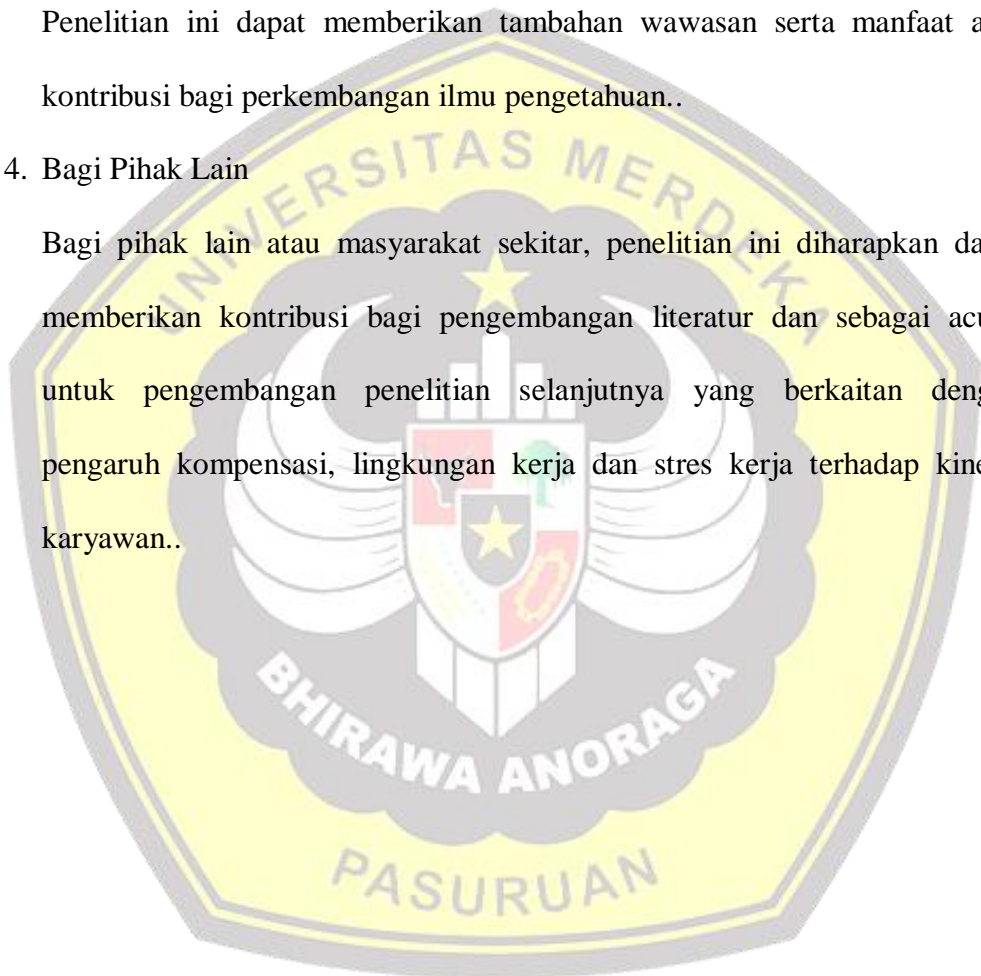 Penelitian ini dapat memberikan tambahan wawasan serta manfaat a
kontribusi bagi perkembangan ilmu pengetahuan..
4. Bagi Pihak Lain
Bagi pihak lain atau masyarakat sekitar, penelitian ini diharapkan da
memberikan kontribusi bagi pengembangan literatur dan sebagai acu
untuk pengembangan penelitian selanjutnya yang berkaitan deng
pengaruh kompensasi, lingkungan kerja dan stres kerja terhadap kine
karyawan..
UNIVERSITAS MERDEKA
BHIRAWA ANORAGA
PASURUAN